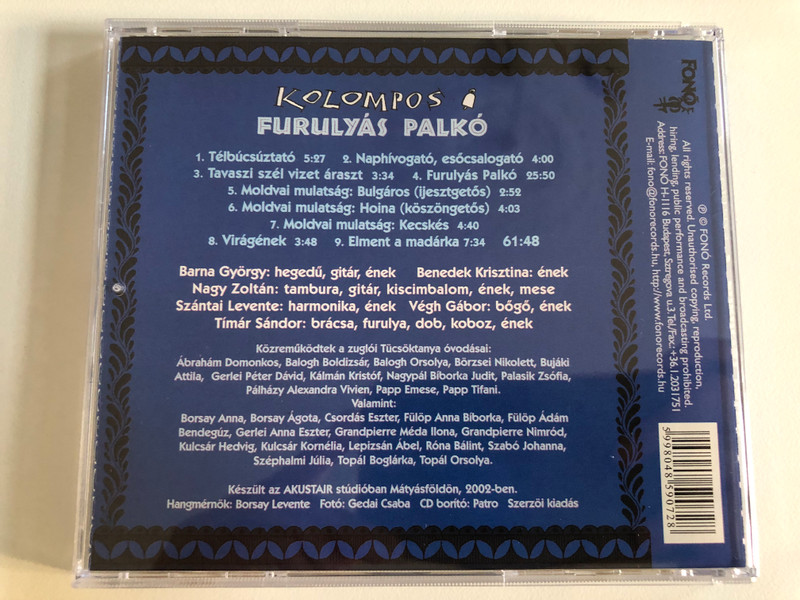 KOLOMPOS
FURULYÁS PALKÓ
1. Télbúcsúztató 5:27 2. Naphívogató, esőcsalogató 4:00
3. Tavaszi szél vizet áraszt 3:34 4. Furulyás Palkó 25:50
5. Moldvai mulatság: Bulgáros (ijesztgetős) 2:52
6. Moldvai mulatság: Hoina (köszöngetős) 4:03
7. Moldvai mulatság: Kecskés 4:40
8. Virágének 3:48 9. Elment a madárka 7:34 61:48
Barna György: hegedű, gitár, ének Benedek Krisztina: ének
Nagy Zoltán: tambura, gitár, kiscimbalom, ének, mese
Szántai Levente: harmonika, ének Végh Gábor: bőgő, ének
Tímár Sándor: brácsa, furulya, dob, koboz, ének
Közreműködtek a zuglói Tücsöktanya óvodásai:
Ábrahám Domonkos, Balogh Boldizsár, Balogh Orsolya, Börzsei Nikolett, Bujáki
Attila, Gerlei Péter Dávid, Kálmán Kristóf, Nagypál Bíborka Judit, Palasik Zsófia,
Pálházy Alexandra Vivien, Papp Emese, Papp Tifani.
Valamint:
Borsay Anna, Borsay Ágota, Csordás Eszter, Fülöp Anna Bíborka, Fülöp Ádám
Bendegúz, Gerlei Anna Eszter, Grandpierre Méda Ilona, Grandpierre Nimród,
Kulcsár Hedvig, Kulcsár Kornélia, Lepizsán Ábel, Róna Bálint, Szabó Johanna,
Széphalmi Júlia, Topál Boglárka, Topál Orsolya.
Készült az AKUSTAIR stúdióban Mátyásföldön, 2002-ben.
Hangmérnök: Borsay Levente Fotó: Gedai Csaba CD borító: Patro Szerzői kiadás
FONÓ
℗ © FONÓ Records Ltd.
All rights reserved. Unauthorised copying, reproduction,
hiring, lending, public performance and broadcasting prohibited.
Address: FONÓ H-1116 Budapest, Sztregova u.3. Tel./Fax.: +36.1.2031751
E-mail: fono@fonorecords.hu, http://www.fonorecords.hu
5998048590728